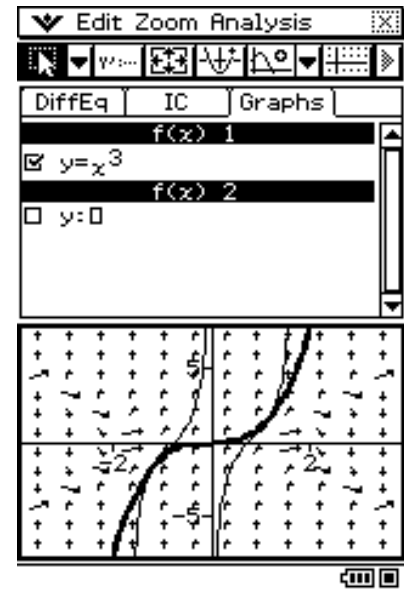 Edit Zoom Analysis
DiffEq IC Graphs
f(x) 1
y=x³
f(x) 2
y:▯
5
-2 2
-5